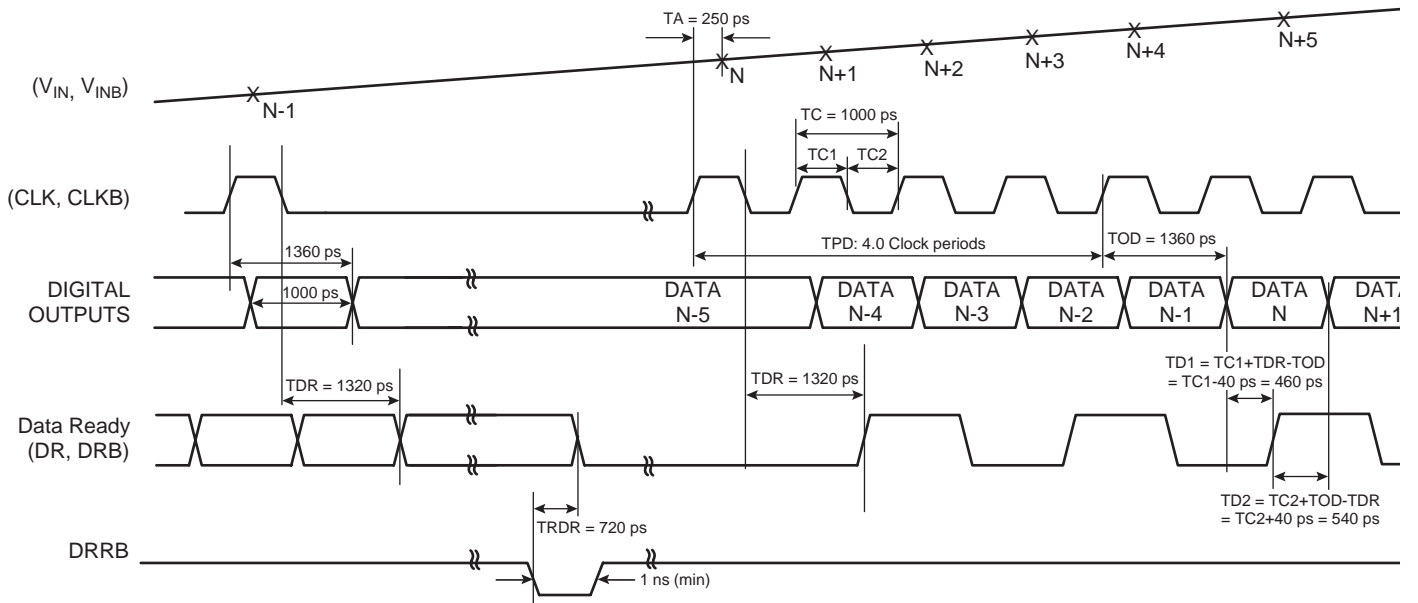 TA = 250 ps
X X X X X X X
N-1
N
N+1
N+2
N+3
N+4
N+5
(VIN, VINB)
TC = 1000 ps
TC1
TC2
(CLK, CLKB)
1360 ps
TPD: 4.0 Clock periods
TOD = 1360 ps
1000 ps
DIGITAL
OUTPUTS
DATA
N-5
DATA
N-4
DATA
N-3
DATA
N-2
DATA
N-1
DATA
N
DATA
N+1
TDR = 1320 ps
TDR = 1320 ps
TD1 = TC1+TDR-TOD
= TC1-40 ps = 460 ps
Data Ready
(DR, DRB)
TD2 = TC2+TOD-TDR
= TC2+40 ps = 540 ps
TRDR = 720 ps
DRRB
1 ns (min)